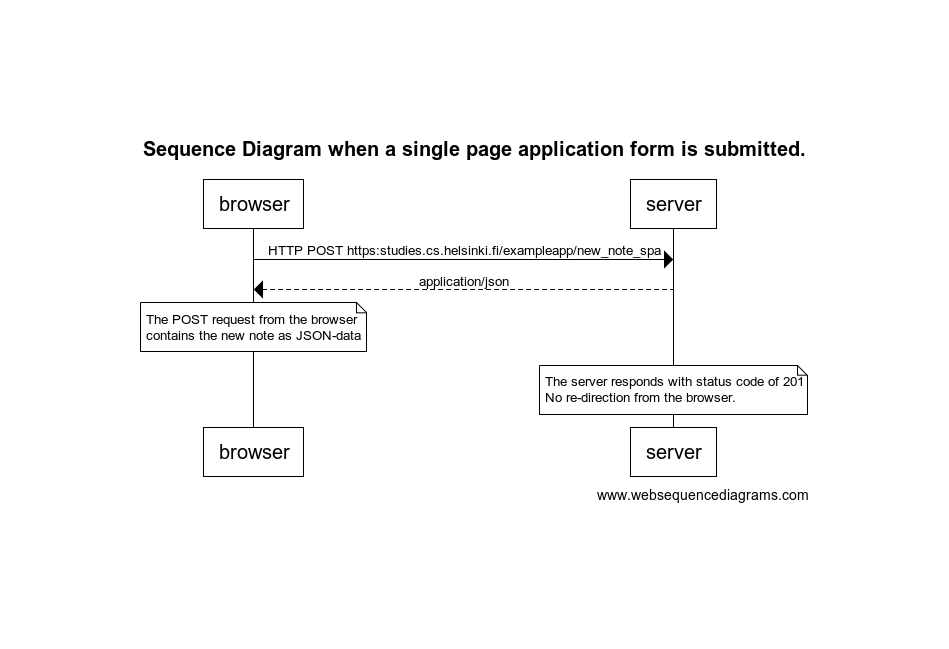 Sequence Diagram when a single page application form is submitted.
browser
server
HTTP POST https:studies.cs.helsinki.fi/exampleapp/new_note_spa
application/json
The POST request from the browser
contains the new note as JSON-data
The server responds with status code of 201
No re-direction from the browser.
browser
server
www.websequencediagrams.com